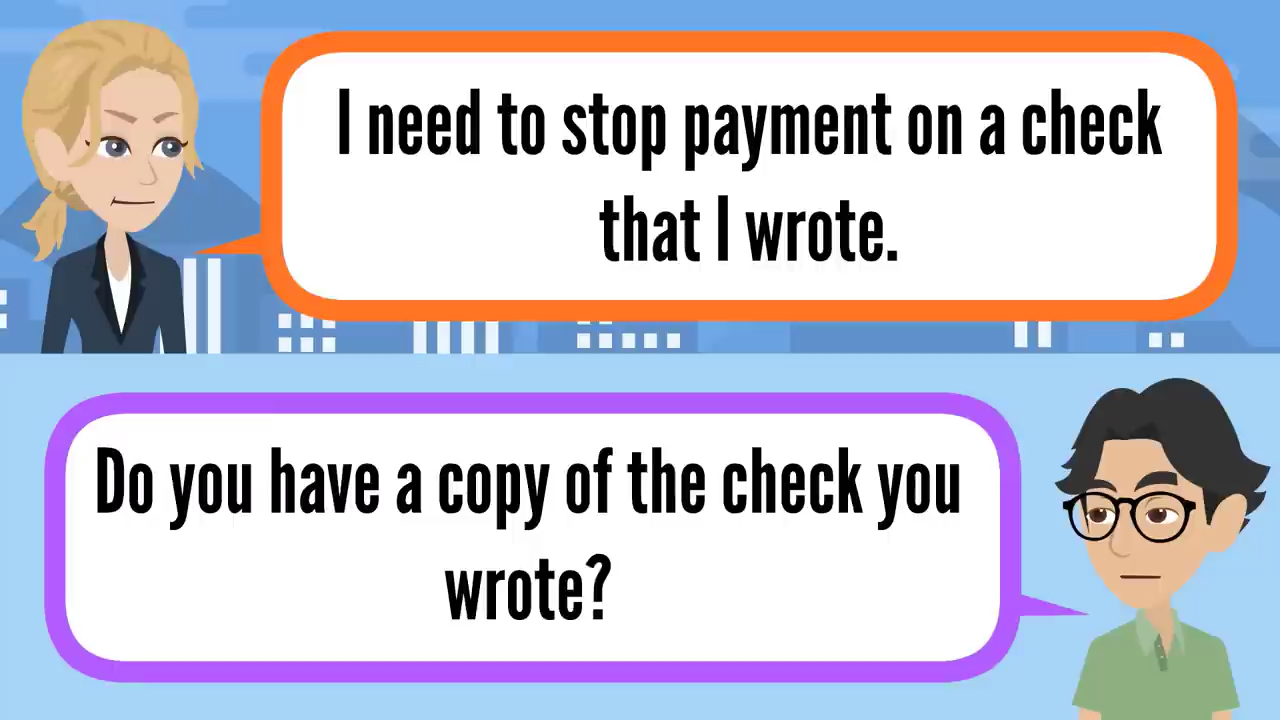 I need to stop payment on a check
that I wrote.
Do you have a copy of the check you
wrote?